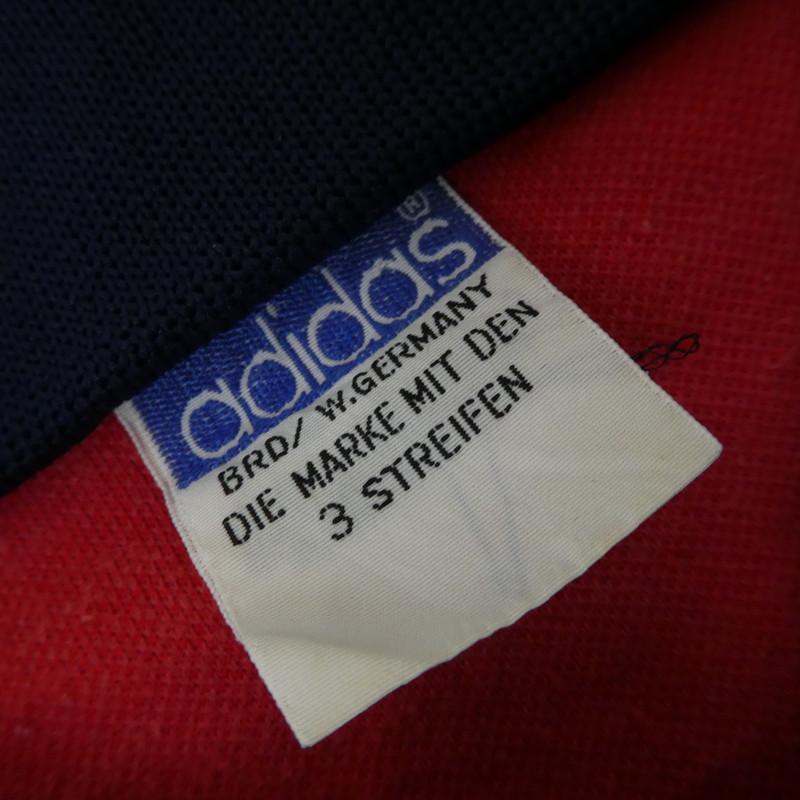 adidas®
BRD/ W.GERMANY
DIE MARKE MIT DEN
3 STREIFEN